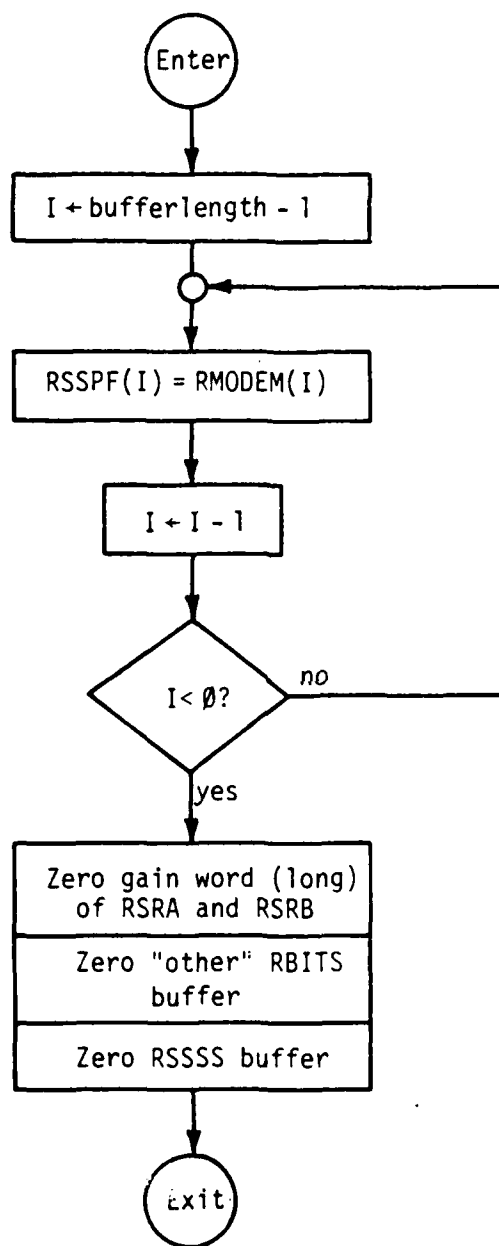 Enter
I ← bufferlength - 1
RSSPF(I) = RMODEM(I)
I ← I - 1
I < Ø?
no
yes
Zero gain word (long)
of RSRA and RSRB
Zero "other" RBITS
buffer
Zero RSSSS buffer
Exit